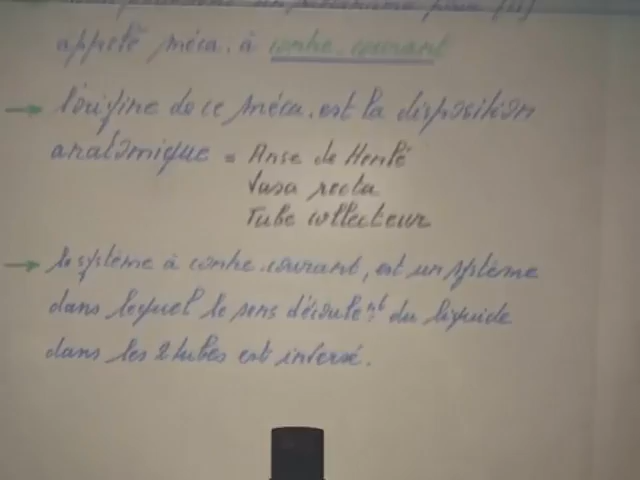 appelé méca. à contre. courant
→ l'origine de ce méca. est la disposition
anatomique = Anse de Henlé
Vasa recta
Tube collecteur
→ le système à contre.courant, est un système
dans lequel le sens d'écoulent du liquide
dans les 2 tubes est inversé.